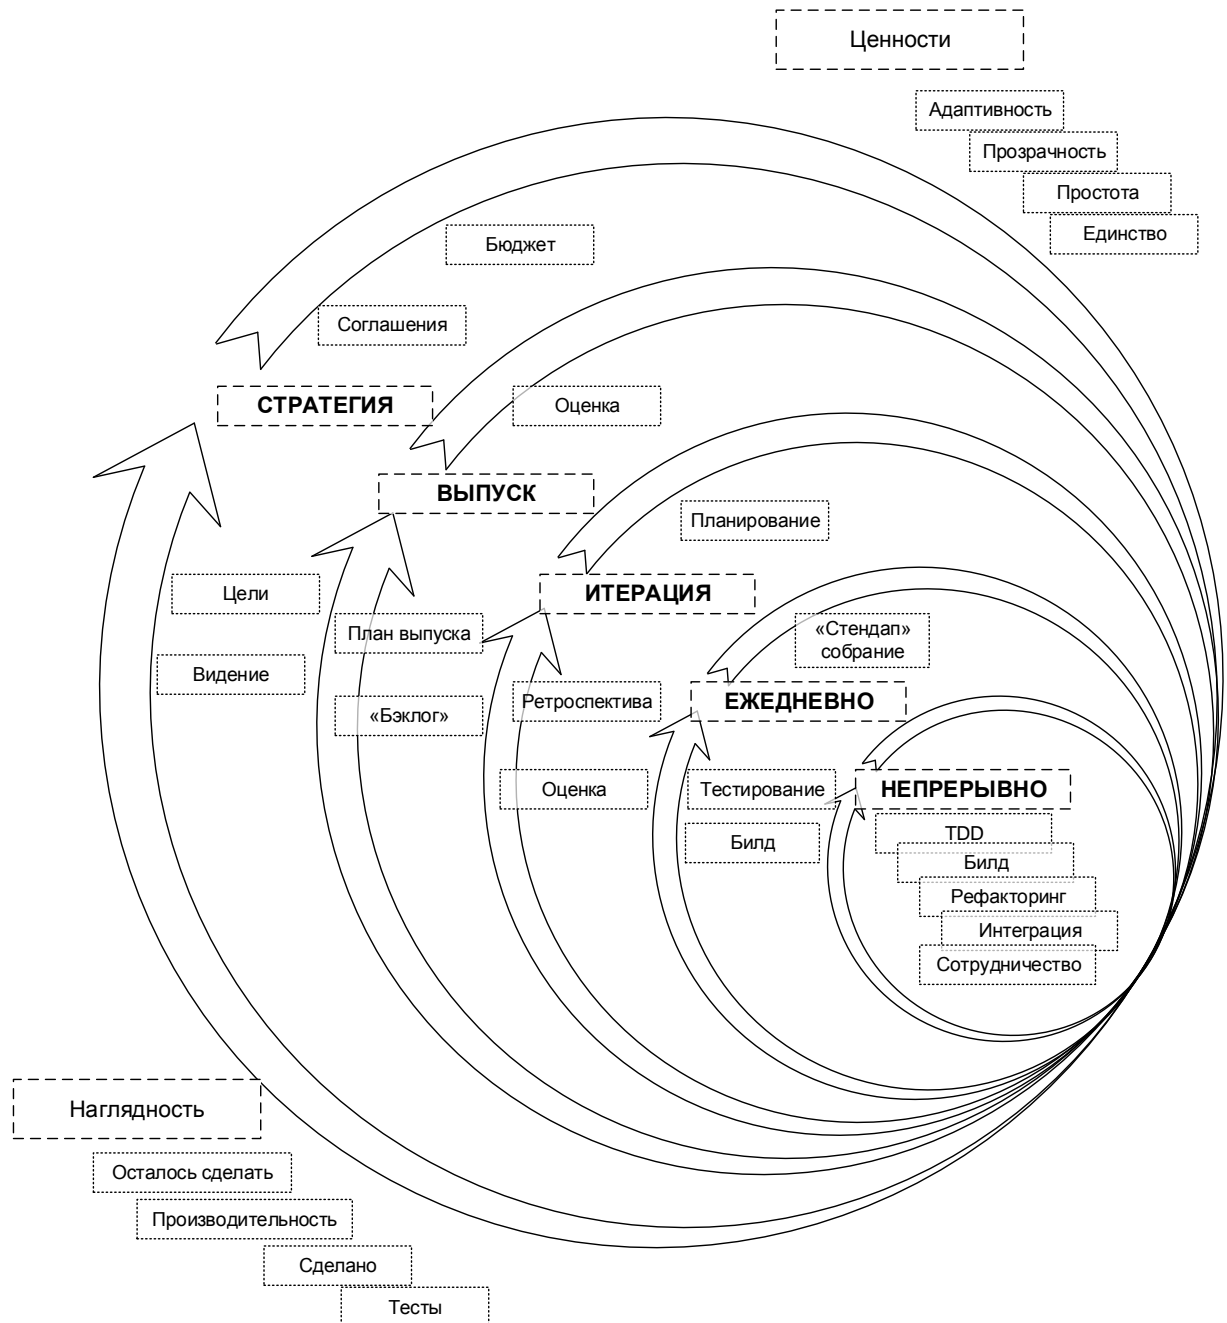 Ценности
Адаптивность
Прозрачность
Простота
Единство
Бюджет
Соглашения
СТРАТЕГИЯ
Оценка
ВЫПУСК
Планирование
Цели
ИТЕРАЦИЯ
План выпуска
«Стендап»
собрание
Видение
«Бэклог»
Ретроспектива
ЕЖЕДНЕВНО
Оценка
Тестирование
НЕПРЕРЫВНО
Билд
TDD
Билд
Рефакторинг
Интеграция
Сотрудничество
Наглядность
Осталось сделать
Производительность
Сделано
Тесты